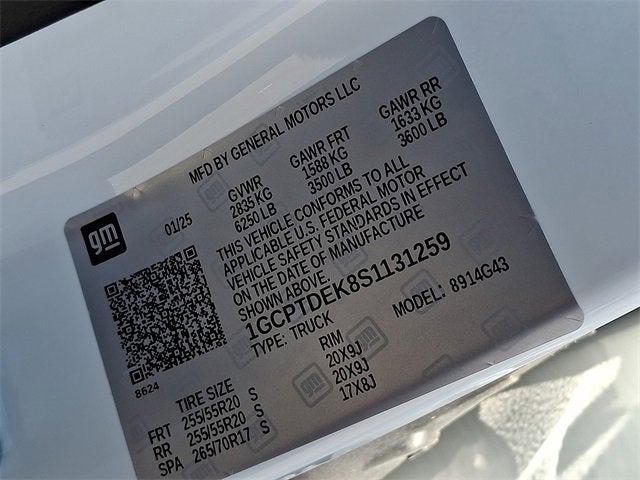 MFD BY GENERAL MOTORS LLC
gm
01/25
GVWR GAWR FRT GAWR RR
2835 KG 1588 KG 1633 KG
6250 LB 3500 LB 3600 LB
THIS VEHICLE CONFORMS TO ALL
APPLICABLE U.S. FEDERAL MOTOR
VEHICLE SAFETY STANDARDS IN EFFECT
ON THE DATE OF MANUFACTURE
SHOWN ABOVE.
1GCPTDEK8S1131259
TYPE: TRUCK MODEL: 8914G43
8624
TIRE SIZE RIM
FRT 255/55R20 S 20X9J
RR 255/55R20 S 20X9J
SPA 265/70R17 S 17X8J